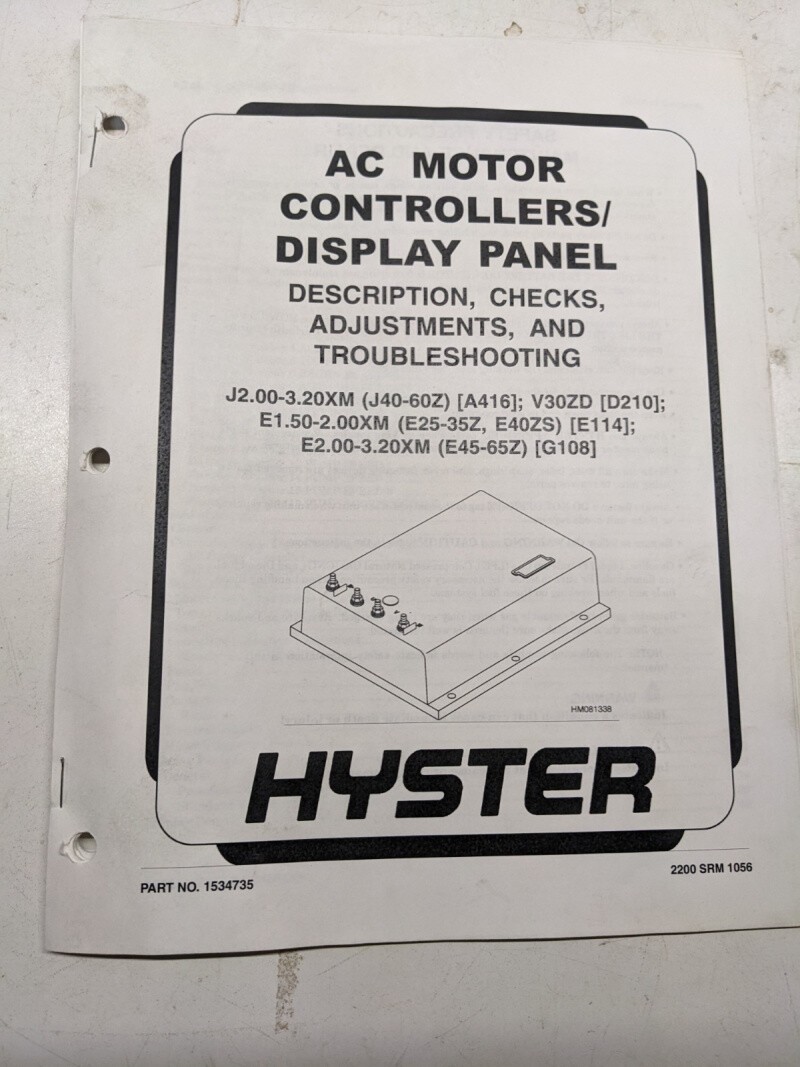 AC MOTOR
CONTROLLERS/
DISPLAY PANEL
DESCRIPTION, CHECKS,
ADJUSTMENTS, AND
TROUBLESHOOTING
J2.00-3.20XM (J40-60Z) [A416]; V30ZD [D210];
E1.50-2.00XM (E25-35Z, E40ZS) [E114];
E2.00-3.20XM (E45-65Z) [G108]
HM081338
HYSTER
PART NO. 1534735
2200 SRM 1056